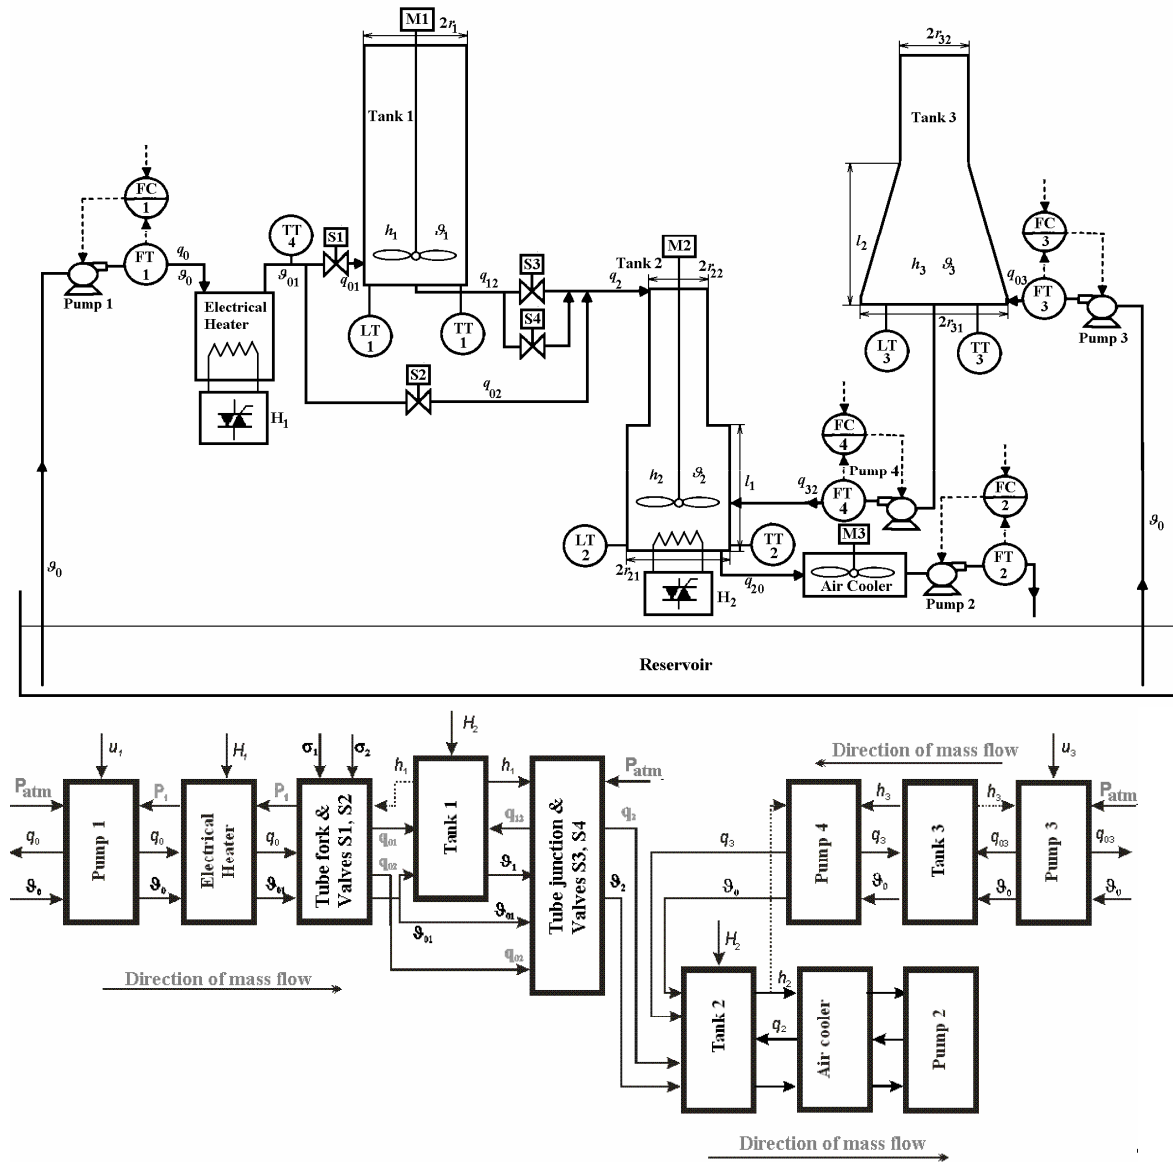 M1
2r₁
2r₃₂
Tank 1
Tank 3
FC
1
TT
4
S1
h₁
ϑ₁
M2
FC
3
l₂
q₀
ϑ₀
FT
1
ϑ₀₁
q₀₁
S3
q₁₂
Tank 2
2r₂₂
q₂
h₃
ϑ₃
q₀₃
FT
3
Pump 1
Electrical
Heater
S4
LT
1
TT
1
2r₃₁
Pump 3
LT
3
TT
3
S2
q₀₂
H₁
FC
4
Pump 4
h₂
ϑ₂
l₁
q₃₂
FT
4
FC
2
ϑ₀
M3
LT
2
TT
2
FT
2
ϑ₀
2r₂₁
q₂₀
Air Cooler
H₂
Pump 2
Reservoir
u₁
H₁
σ₁
σ₂
H₂
Direction of mass flow
u₃
Pₐₜₘ
P₁
P₁
h₁
h₁
Pₐₜₘ
h₃
h₃
Pₐₜₘ
q₀
q₀
q₀
q₀₁
q₁₂
q₂
q₃
q₃
q₀₃
q₀₃
q₀₂
ϑ₀
ϑ₀
ϑ₀₁
ϑ₁
ϑ₂
ϑ₀
ϑ₀
ϑ₀
ϑ₀
Pump 1
Electrical
Heater
Tube fork &
Valves S1, S2
Tank 1
Tube junction &
Valves S3, S4
Pump 4
Tank 3
Pump 3
ϑ₀₁
ϑ₀₁
q₀₂
H₂
Direction of mass flow
h₂
q₂
Tank 2
Air cooler
Pump 2
Direction of mass flow